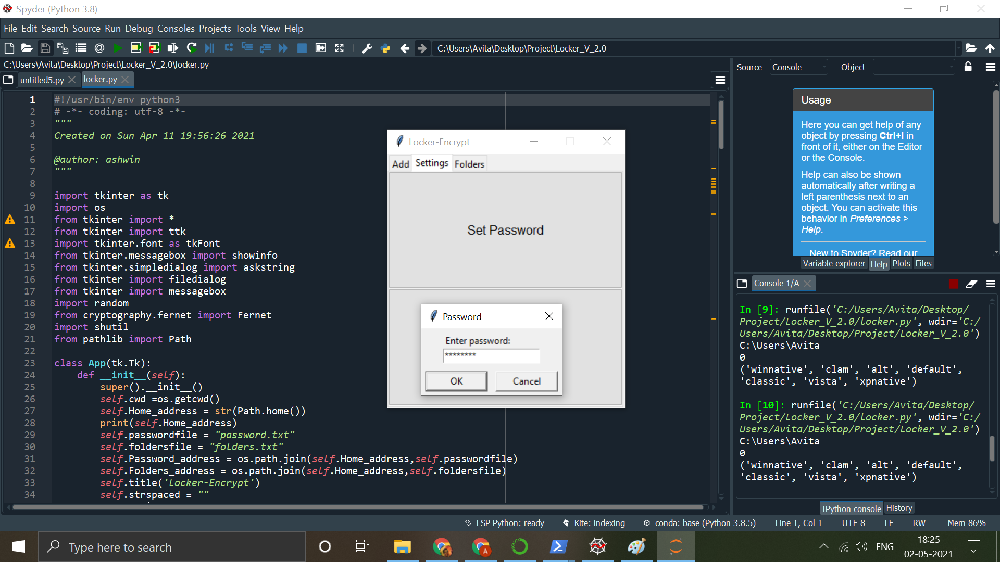 Spyder (Python 3.8)
File Edit Search Source Run Debug Consoles Projects Tools View Help
C:\Users\Avita\Desktop\Project\Locker_V_2.0
C:\Users\Avita\Desktop\Project\Locker_V_2.0\locker.py
untitled5.py locker.py
1 #!/usr/bin/env python3
2 # -*- coding: utf-8 -*-
3 """
4 Created on Sun Apr 11 19:56:26 2021
5
6 @author: ashwin
7 """
8
9 import tkinter as tk
10 import os
11 from tkinter import *
12 from tkinter import ttk
13 import tkinter.font as tkFont
14 from tkinter.messagebox import showinfo
15 from tkinter.simpledialog import askstring
16 from tkinter import filedialog
17 from tkinter import messagebox
18 import random
19 from cryptography.fernet import Fernet
20 import shutil
21 from pathlib import Path
22
23 class App(tk.Tk):
24 def __init__(self):
25 super().__init__()
26 self.cwd =os.getcwd()
27 self.Home_address = str(Path.home())
28 print(self.Home_address)
29 self.passwordfile = "password.txt"
30 self.foldersfile = "folders.txt"
31 self.Password_address = os.path.join(self.Home_address,self.passwordfile)
32 self.Folders_address = os.path.join(self.Home_address,self.foldersfile)
33 self.title('Locker-Encrypt')
34 self.strspaced = ""
Locker-Encrypt
Add Settings Folders
Set Password
Password
Enter password:
********
OK Cancel
Source Console Object
Usage
Here you can get help of any
object by pressing Ctrl+I in
front of it, either on the Editor
or the Console.
Help can also be shown
automatically after writing a
left parenthesis next to an
object. You can activate this
behavior in Preferences >
Help.
New to Spyder? Read our
Variable explorer Help Plots Files
Console 1/A
In [9]: runfile('C:/Users/Avita/Desktop/
Project/Locker_V_2.0/locker.py', wdir='C:/
Users/Avita/Desktop/Project/Locker_V_2.0')
C:\Users\Avita
0
('winnative', 'clam', 'alt', 'default',
'classic', 'vista', 'xpnative')
In [10]: runfile('C:/Users/Avita/Desktop/
Project/Locker_V_2.0/locker.py', wdir='C:/
Users/Avita/Desktop/Project/Locker_V_2.0')
C:\Users\Avita
0
('winnative', 'clam', 'alt', 'default',
'classic', 'vista', 'xpnative')
IPython console History
LSP Python: ready Kite: indexing conda: base (Python 3.8.5) Line 1, Col 1 UTF-8 LF RW Mem 86%
Type here to search
A
ENG
18:25
02-05-2021